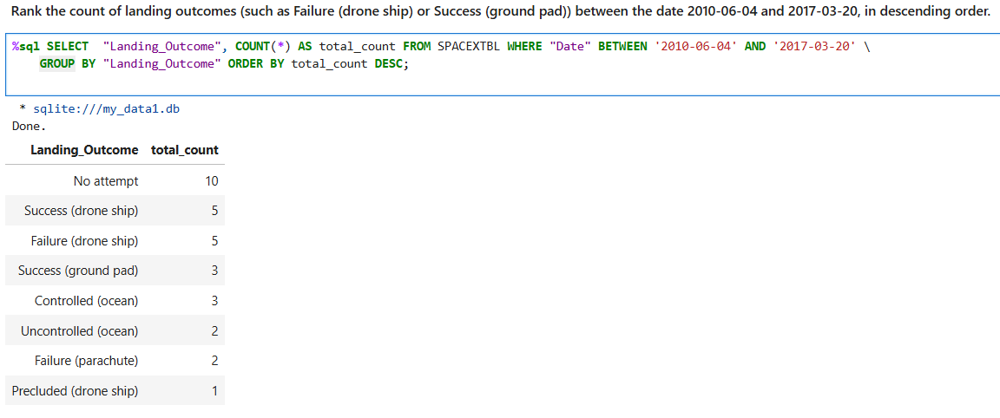 Rank the count of landing outcomes (such as Failure (drone ship) or Success (ground pad)) between the date 2010-06-04 and 2017-03-20, in descending order.
%sql SELECT  "Landing_Outcome", COUNT(*) AS total_count FROM SPACEXTBL WHERE "Date" BETWEEN '2010-06-04' AND '2017-03-20' \
    GROUP BY "Landing_Outcome" ORDER BY total_count DESC;
* sqlite:///my_data1.db
Done.
Landing_Outcome total_count
No attempt 10
Success (drone ship) 5
Failure (drone ship) 5
Success (ground pad) 3
Controlled (ocean) 3
Uncontrolled (ocean) 2
Failure (parachute) 2
Precluded (drone ship) 1